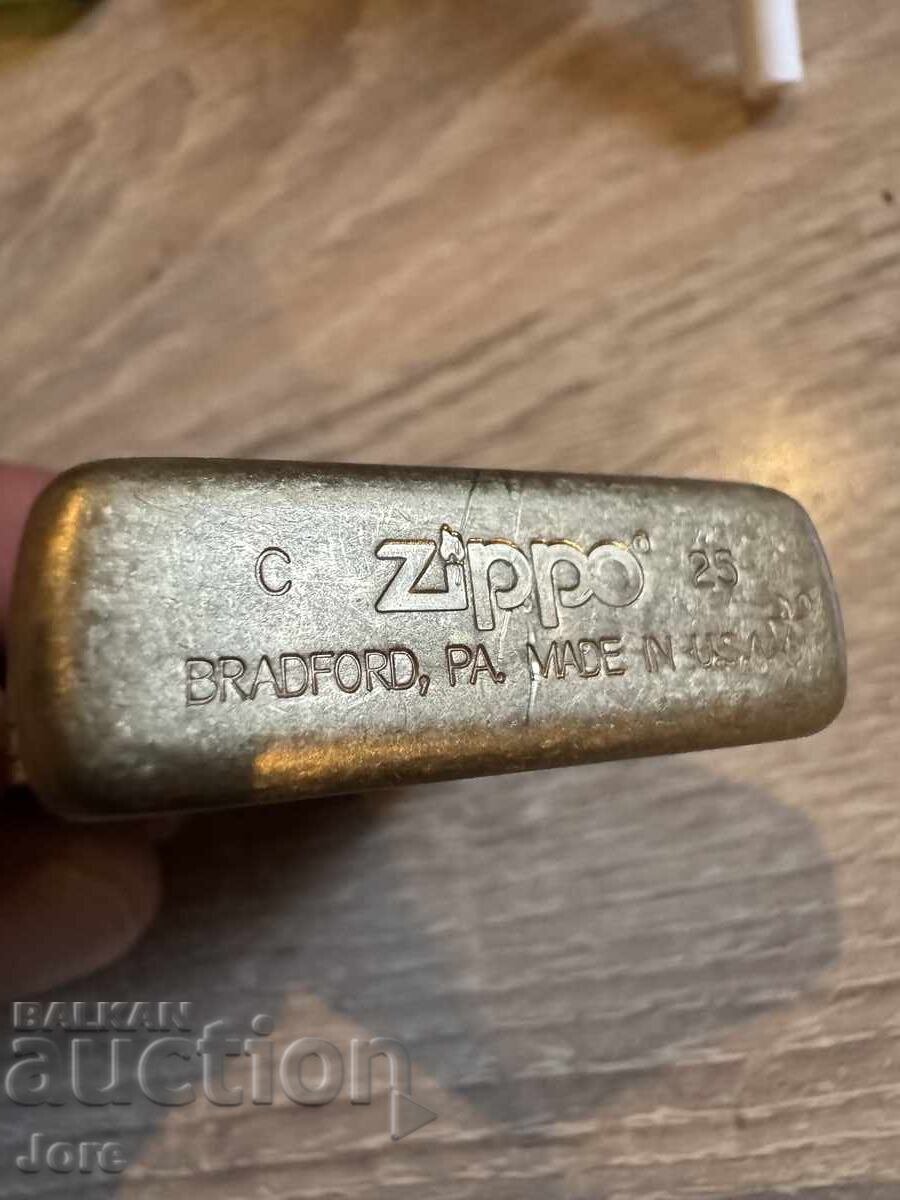 C Zippo® 25
BRADFORD, PA. MADE IN U.S.A.
BALKAN
auction
Jore